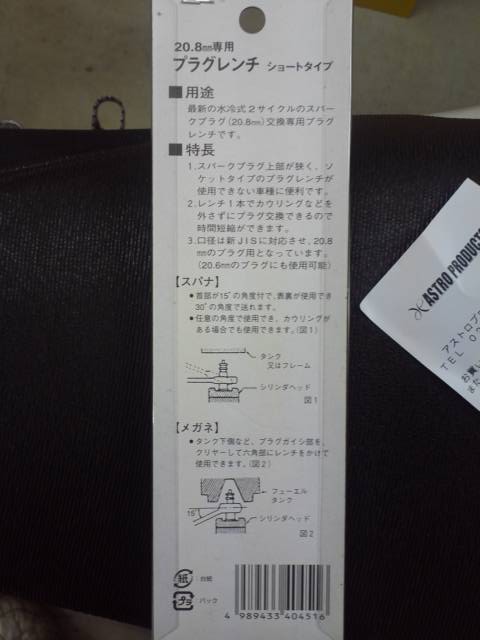 20.8mm専用
プラグレンチ ショートタイプ
■用途
最新の水冷式2サイクルのスパー
クプラグ(20.8mm)交換専用プラグ
レンチです。
■特長
1.スパークプラグ上部が狭く、ソ
ケットタイプのプラグレンチが
使用できない車種に便利です。
2.レンチ1本でカウリングなどを
外さずにプラグ交換できるので
時間短縮ができます。
3.口径は新JISに対応させ、20.8
mmのプラグ用となっています。
(20.6mmのプラグにも使用可能)
【スパナ】
●首部が15°の角度付で、表裏が使用でき
30°の角度で送れます。
●任意の角度で使用でき、カウリングが
ある場合でも使用できます。(図1)
タンク
又はフレーム
シリンダヘッド
図1
【メガネ】
●タンク下側など、プラグガイシ部を、
クリヤーして六角部にレンチをかけて
使用できます。(図2)
フューエル
タンク
15°
シリンダヘッド
図2
紙 :台紙
プラ :パック
4 989433 404516
ASTRO PRODUCT
アストロプ
TEL 0
お買い
また